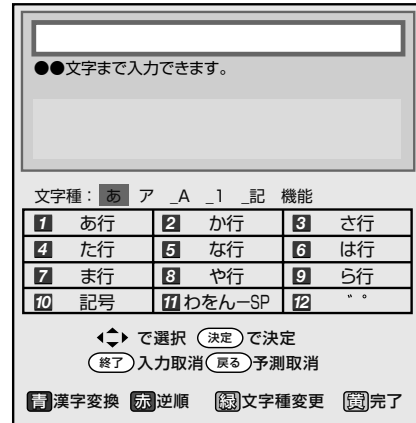 ●●文字まで入力できます。
文字種： あ ア _A _1 _記 機能
1 あ行 2 か行 3 さ行
4 た行 5 な行 6 は行
7 ま行 8 や行 9 ら行
10 記号 11 わをんーSP 12 ゛゜
で選択 決定 で決定
終了 入力取消 戻る 予測取消
青 漢字変換 赤 逆順 緑 文字種変更 黄 完了